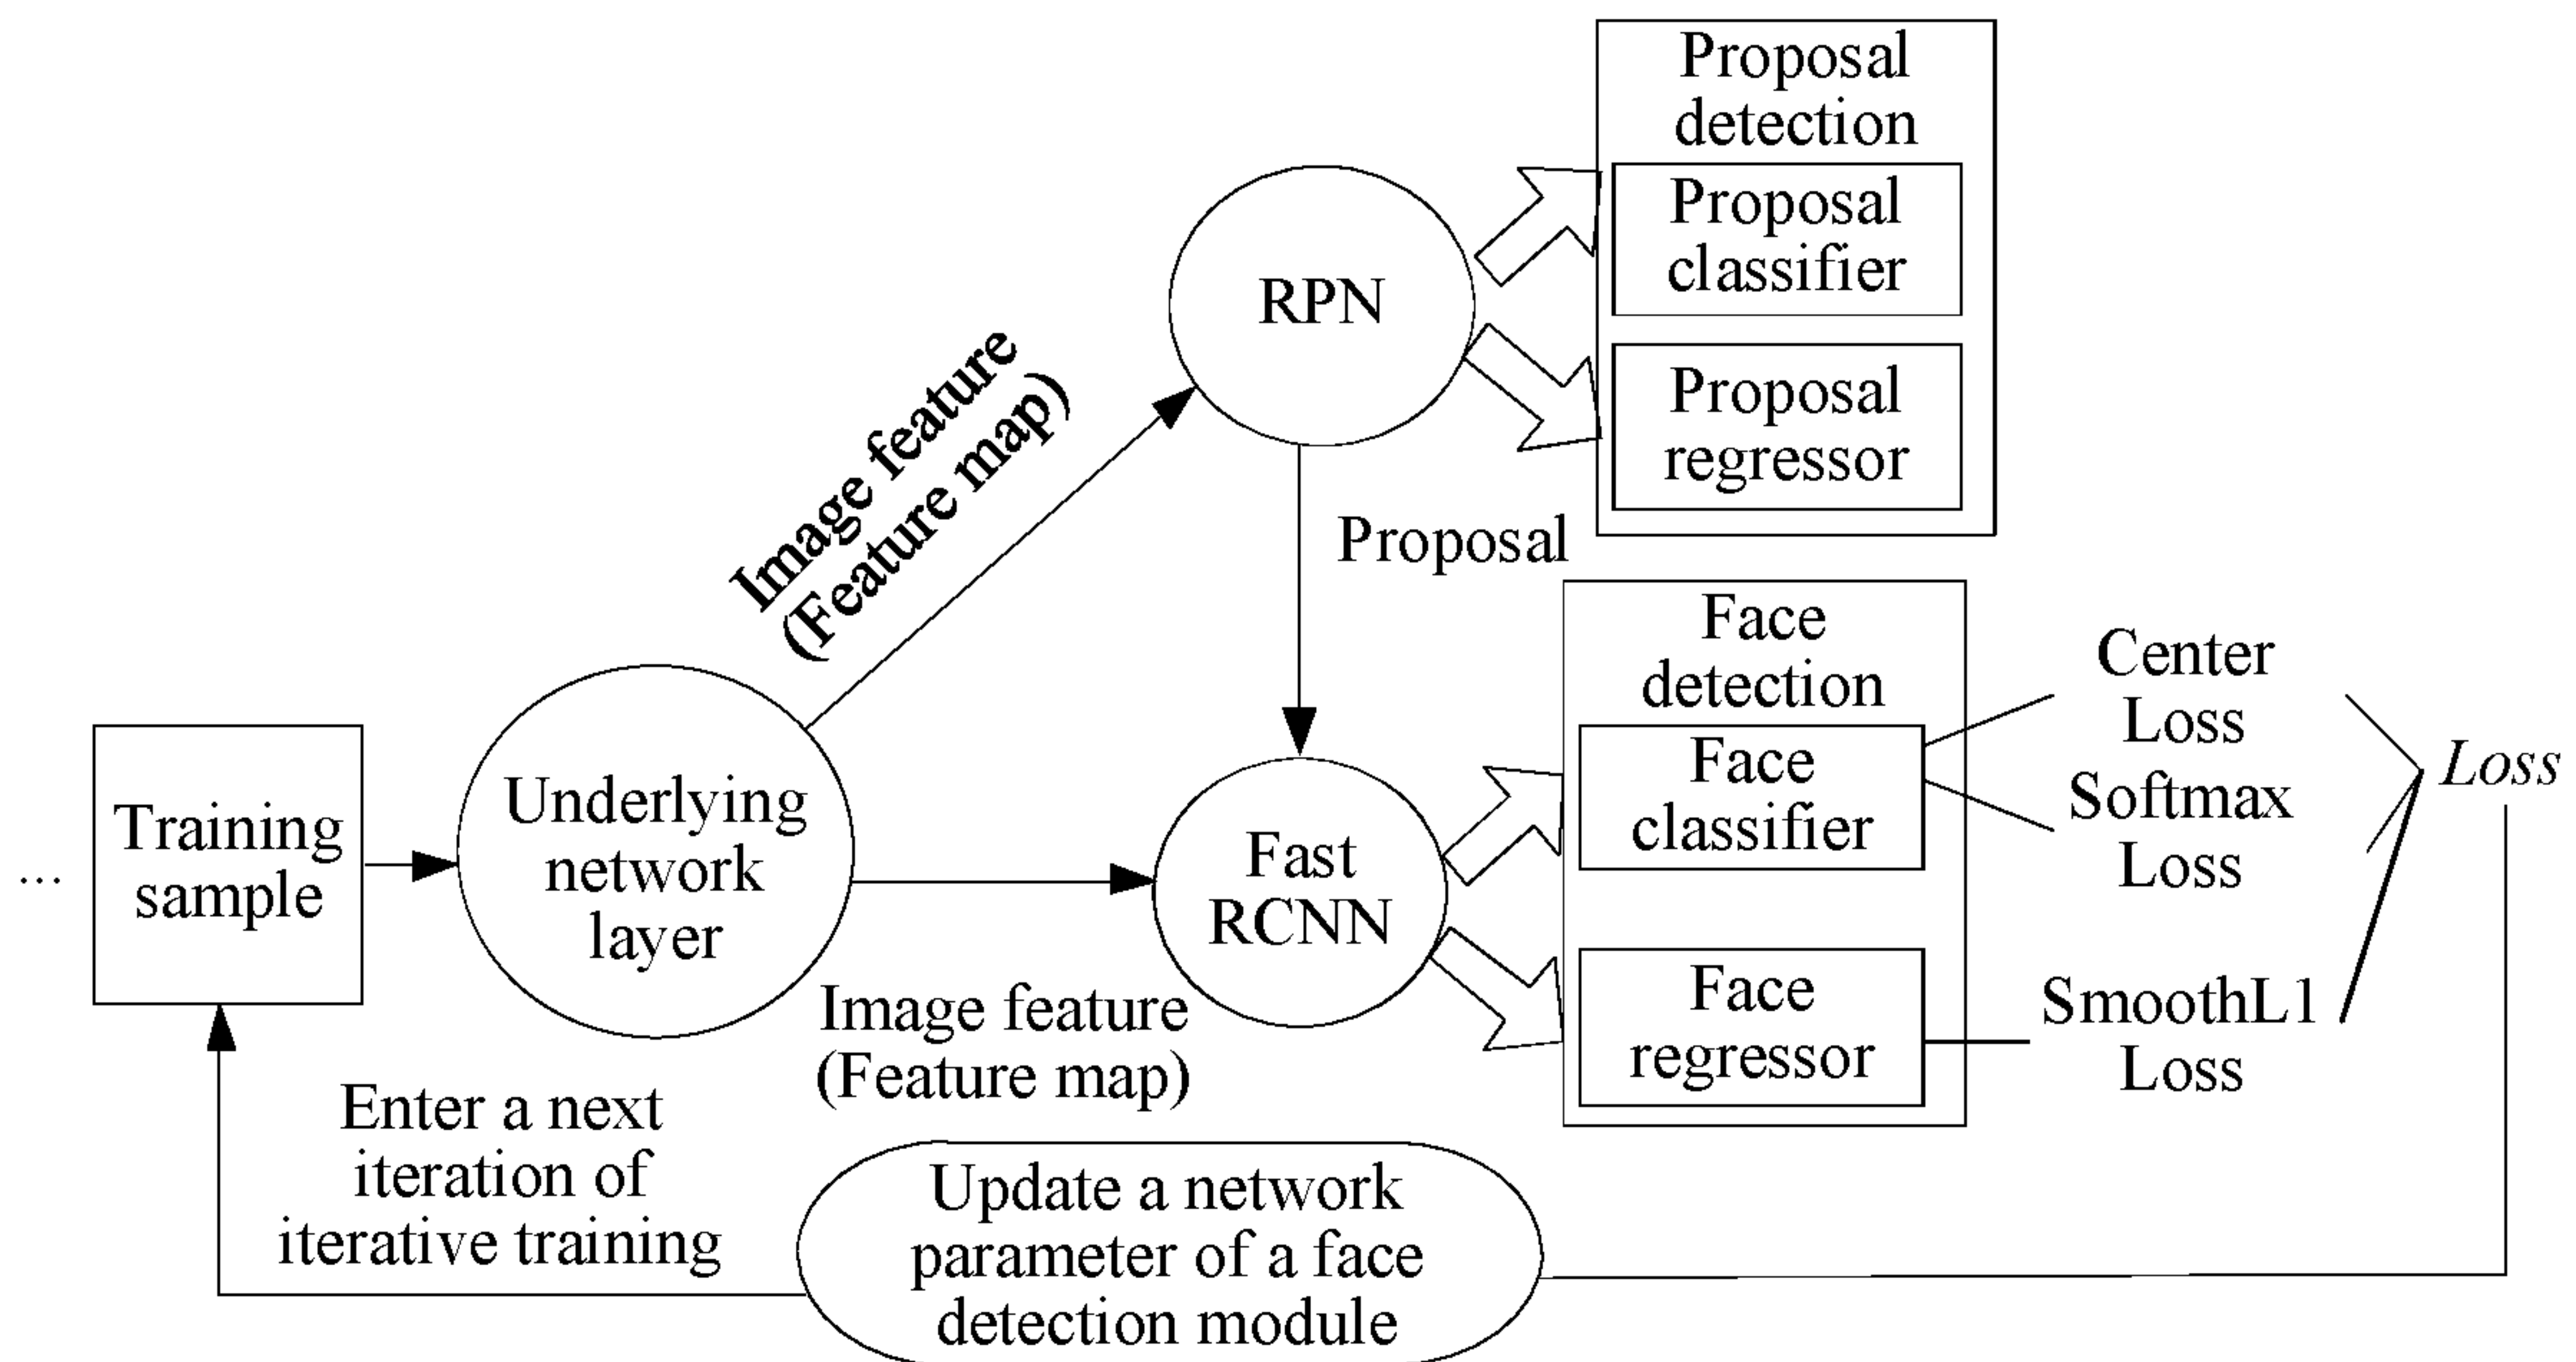 Proposal
detection
Proposal
classifier
Proposal
regressor
RPN
Image feature
(Feature map)
Proposal
Face
detection
Face
classifier
Face
regressor
Center
Loss
Softmax
Loss
SmoothL1
Loss
Loss
...
Training
sample
Underlying
network
layer
Fast
RCNN
Image feature
(Feature map)
Enter a next
iteration of
iterative training
Update a network
parameter of a face
detection module